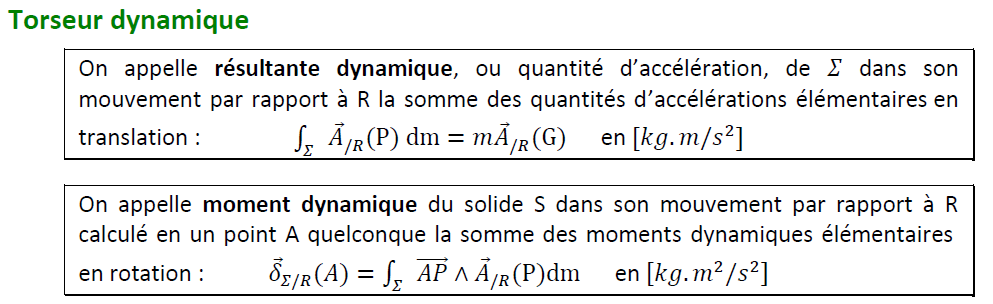 Torseur dynamique
On appelle résultante dynamique, ou quantité d'accélération, de Σ dans son
mouvement par rapport à R la somme des quantités d'accélérations élémentaires en
translation : ∫_Σ A⃗_/R(P) dm = mA⃗_/R(G) en [kg.m/s²]
On appelle moment dynamique du solide S dans son mouvement par rapport à R
calculé en un point A quelconque la somme des moments dynamiques élémentaires
en rotation : δ⃗_Σ/R(A) = ∫_Σ AP⃗ ∧ A⃗_/R(P)dm en [kg.m²/s²]